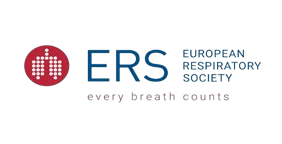 ERS
EUROPEAN
RESPIRATORY
SOCIETY
every breath counts